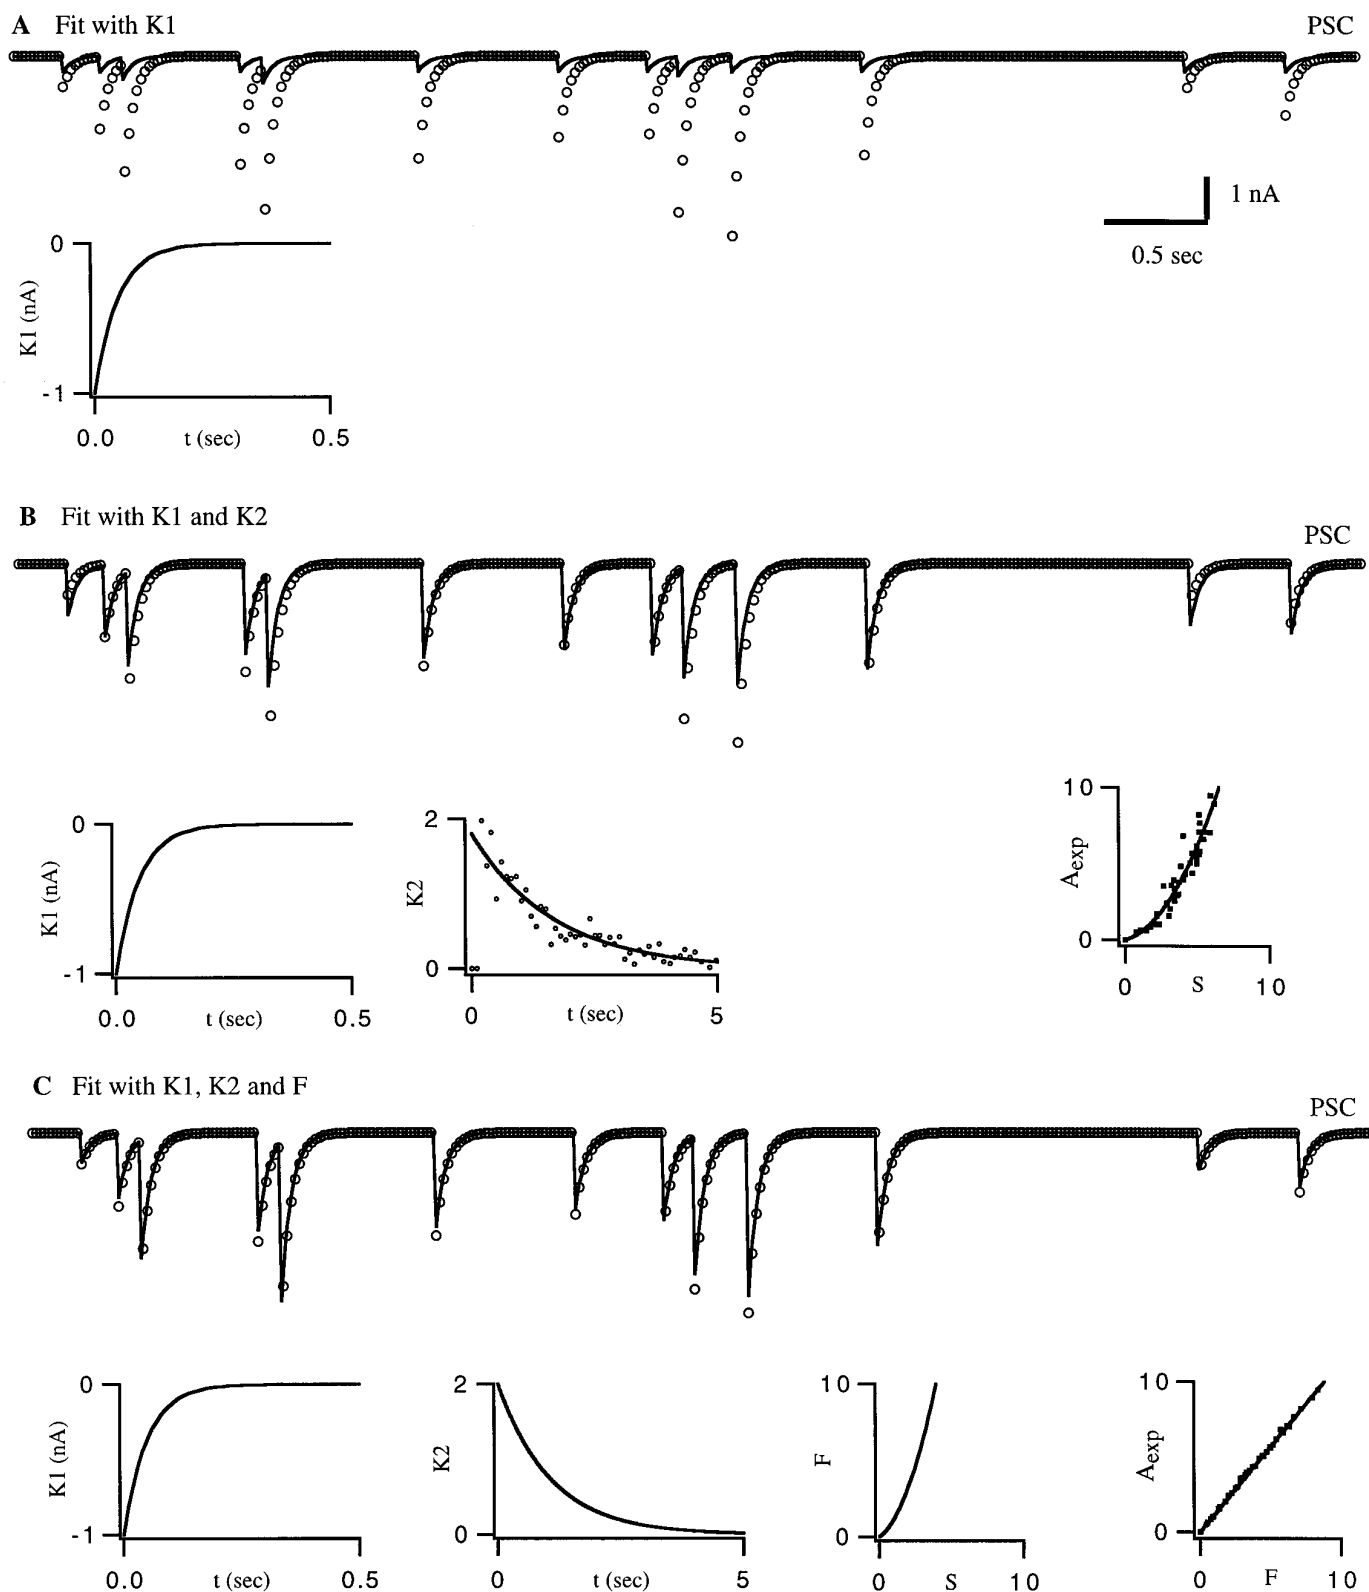 A Fit with K1
PSC
1 nA
0.5 sec
0
K1 (nA)
-1
0.0 t (sec) 0.5
B Fit with K1 and K2
PSC
0
K1 (nA)
-1
0.0 t (sec) 0.5
2
K2
0
0 t (sec) 5
10
Aexp
0
0 S 10
C Fit with K1, K2 and F
PSC
0
K1 (nA)
-1
0.0 t (sec) 0.5
2
K2
0
0 t (sec) 5
10
F
0
0 S 10
10
Aexp
0
0 F 10